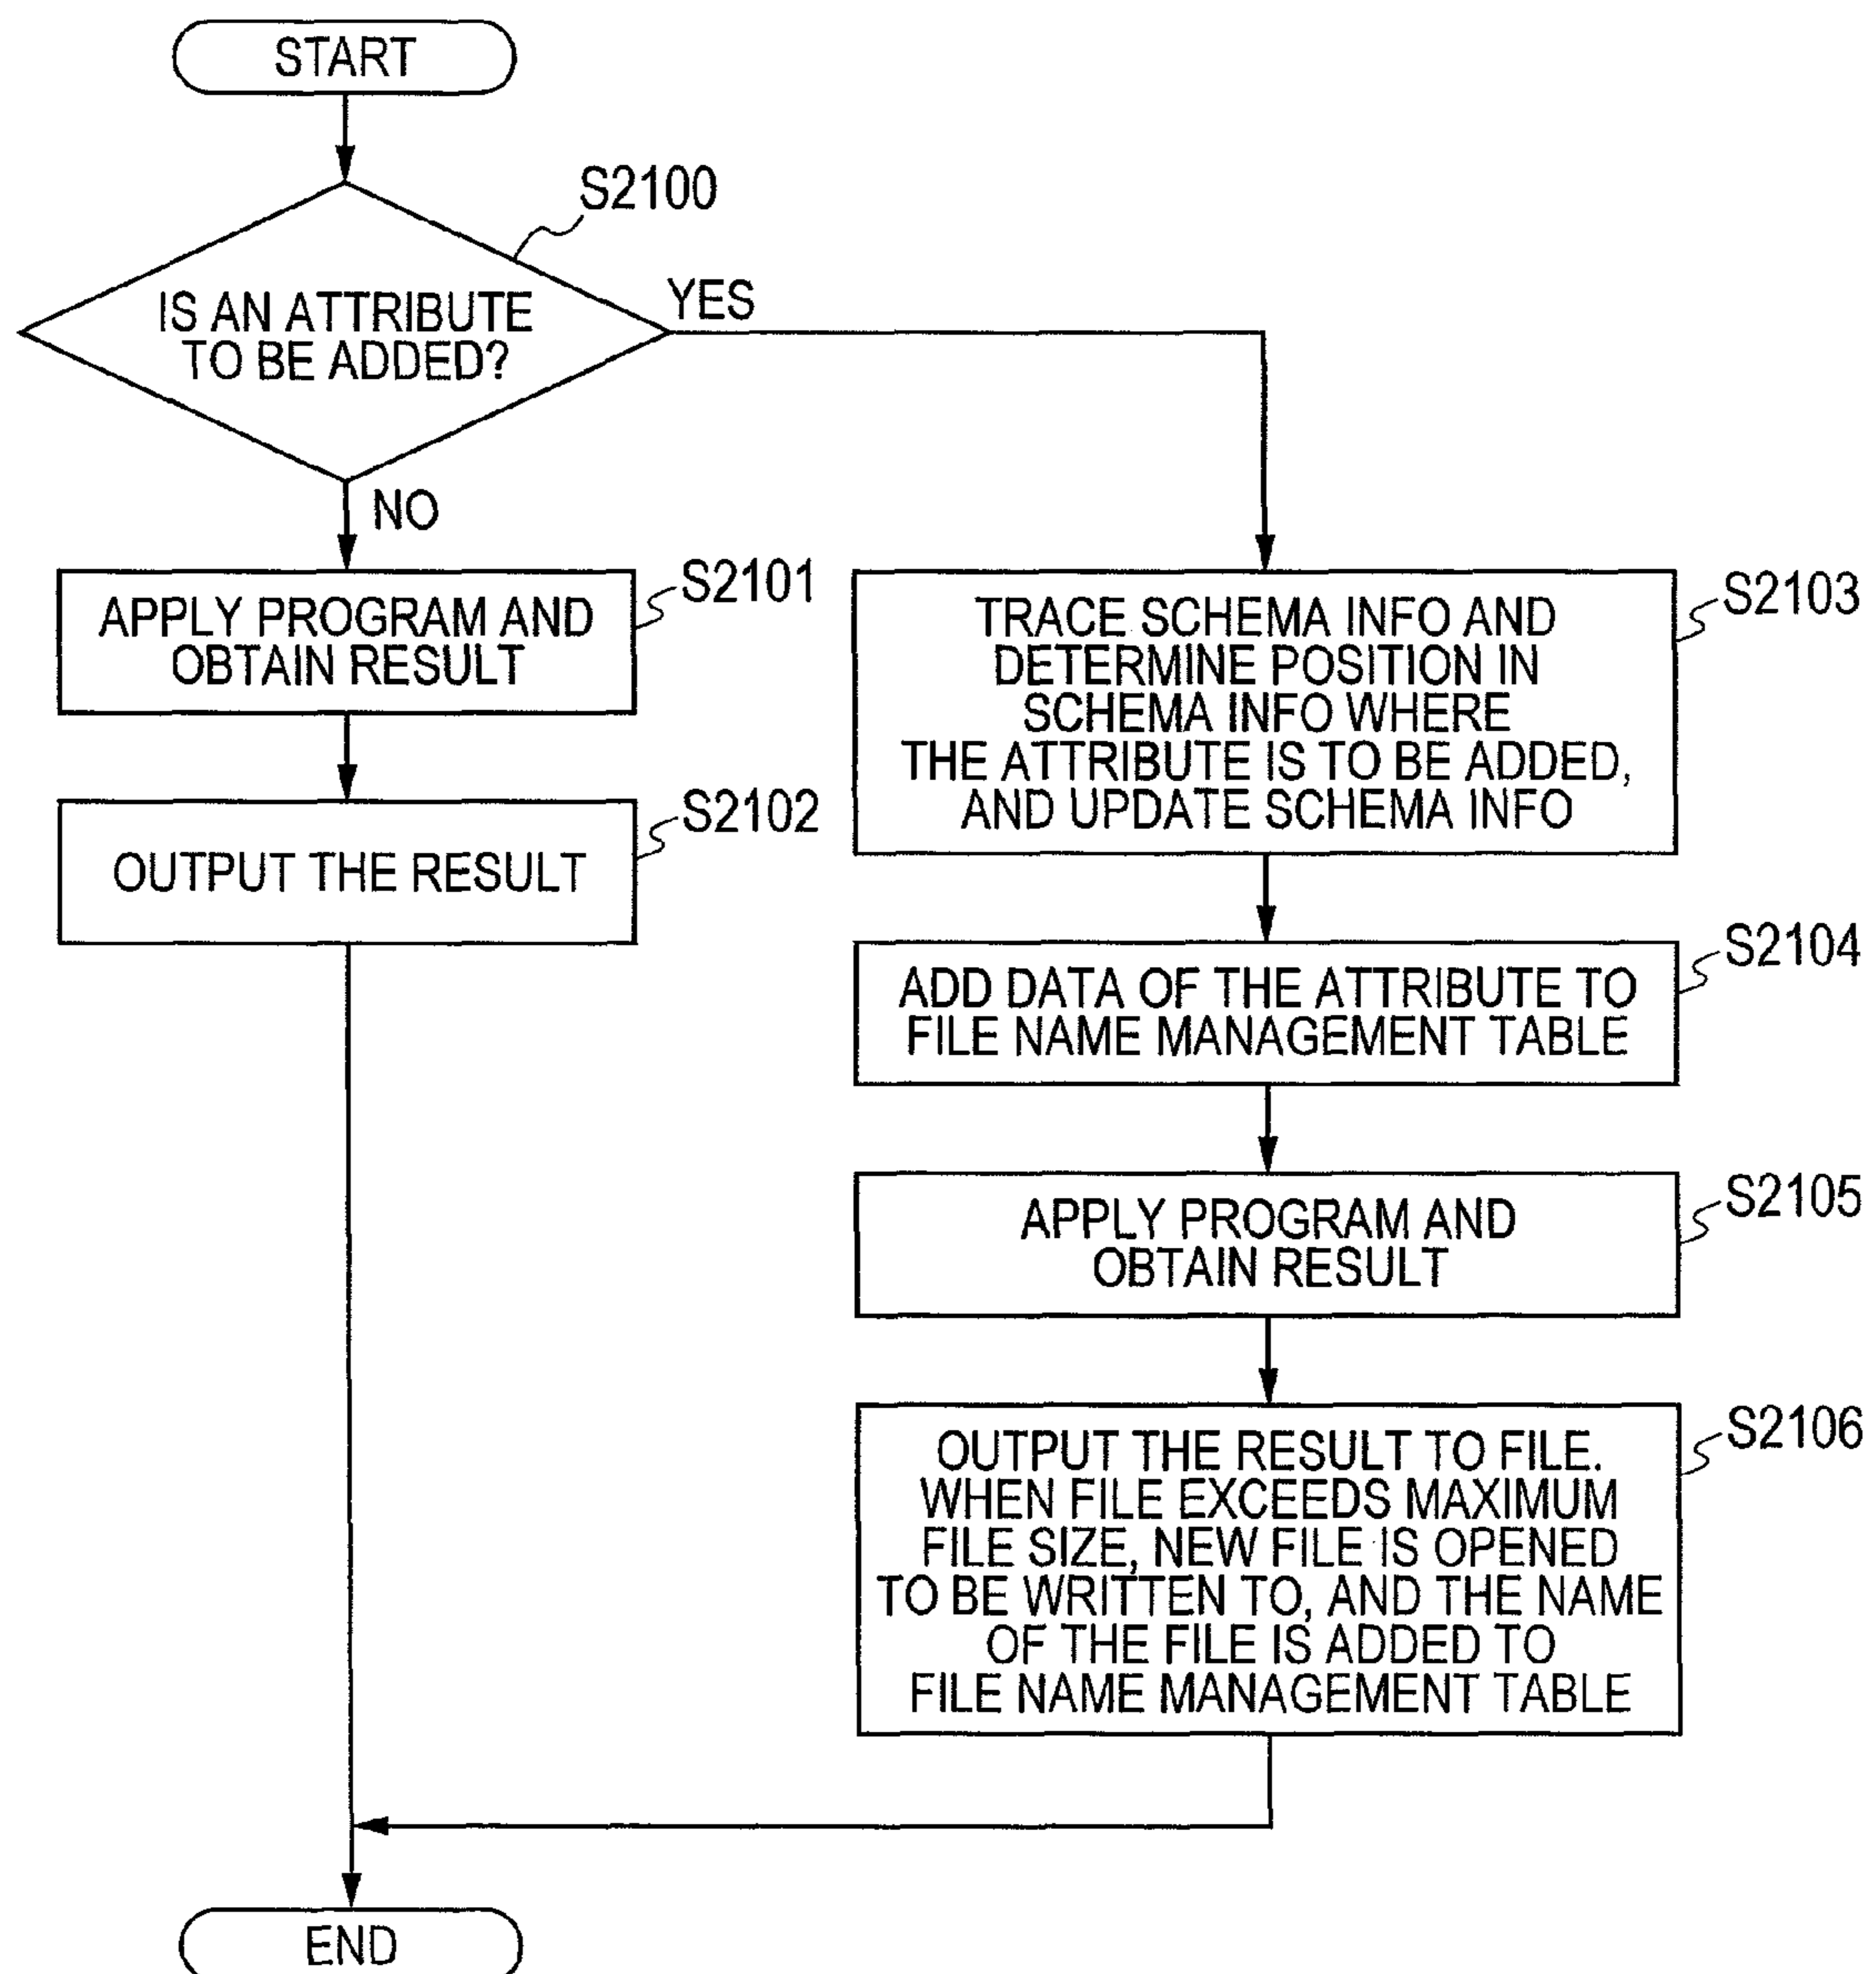 START
S2100
IS AN ATTRIBUTE
TO BE ADDED?
YES
NO
S2101
APPLY PROGRAM AND
OBTAIN RESULT
S2102
OUTPUT THE RESULT
S2103
TRACE SCHEMA INFO AND
DETERMINE POSITION IN
SCHEMA INFO WHERE
THE ATTRIBUTE IS TO BE ADDED,
AND UPDATE SCHEMA INFO
S2104
ADD DATA OF THE ATTRIBUTE TO
FILE NAME MANAGEMENT TABLE
S2105
APPLY PROGRAM AND
OBTAIN RESULT
S2106
OUTPUT THE RESULT TO FILE.
WHEN FILE EXCEEDS MAXIMUM
FILE SIZE, NEW FILE IS OPENED
TO BE WRITTEN TO, AND THE NAME
OF THE FILE IS ADDED TO
FILE NAME MANAGEMENT TABLE
END